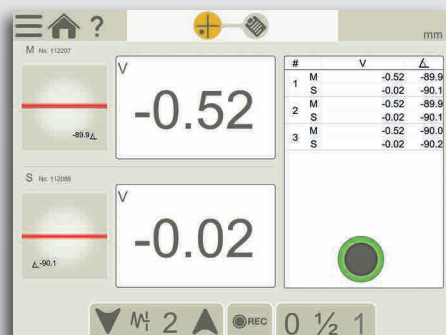 ?
mm
M No. 112207
V
-0.52
-89.9
S No. 112088
V
-0.02
-90.1
# V
1 M -0.52 -89.9
S -0.02 -90.1
2 M -0.52 -89.9
S -0.02 -90.1
3 M -0.52 -90.0
S -0.02 -90.2
2
REC
0 ½ 1